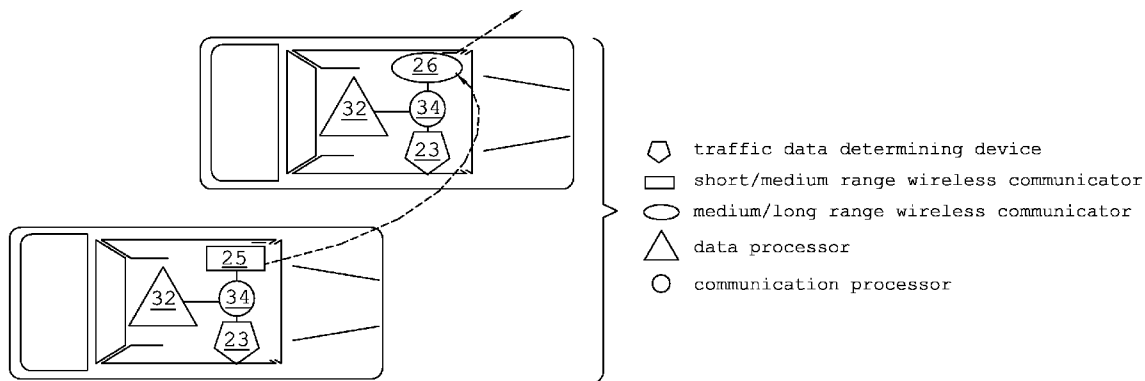 26
32
34
23
25
32
34
23
traffic data determining device
short/medium range wireless communicator
medium/long range wireless communicator
data processor
communication processor